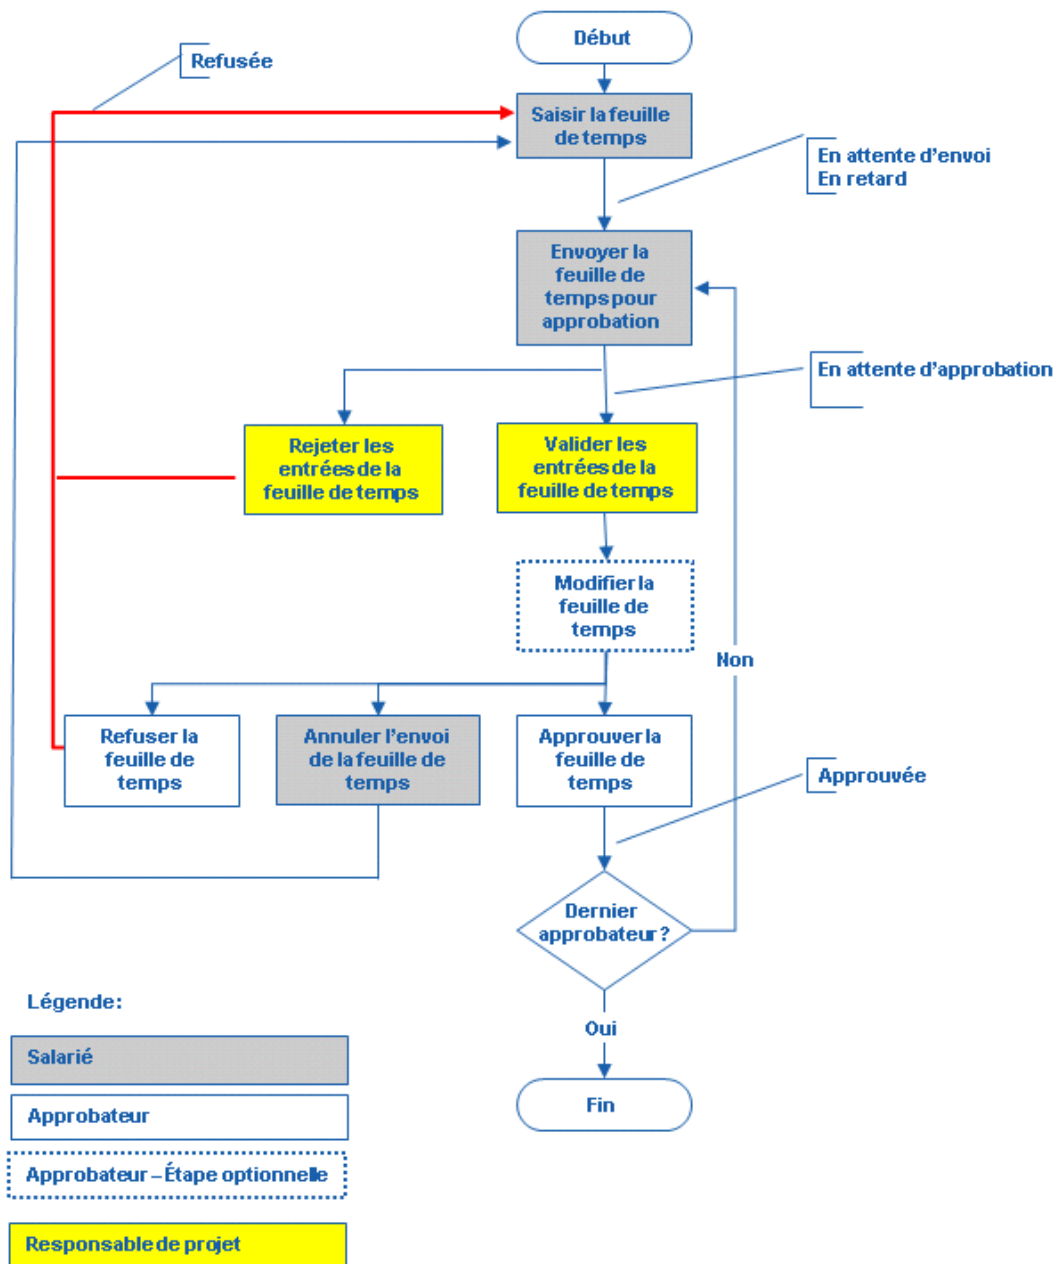 Début
Refusée
Saisir la feuille
de temps
En attente d'envoi
En retard
Envoyer la
feuille de
temps pour
approbation
En attente d'approbation
Rejeter les
entrées de la
feuille de temps
Valider les
entrées de la
feuille de temps
Modifier la
feuille de
temps
Non
Refuser la
feuille de
temps
Annuler l'envoi
de la feuille de
temps
Approuver la
feuille de
temps
Approuvée
Dernier
approbateur ?
Légende:
Oui
Salarié
Fin
Approbateur
Approbateur – Étape optionnelle
Responsable de projet